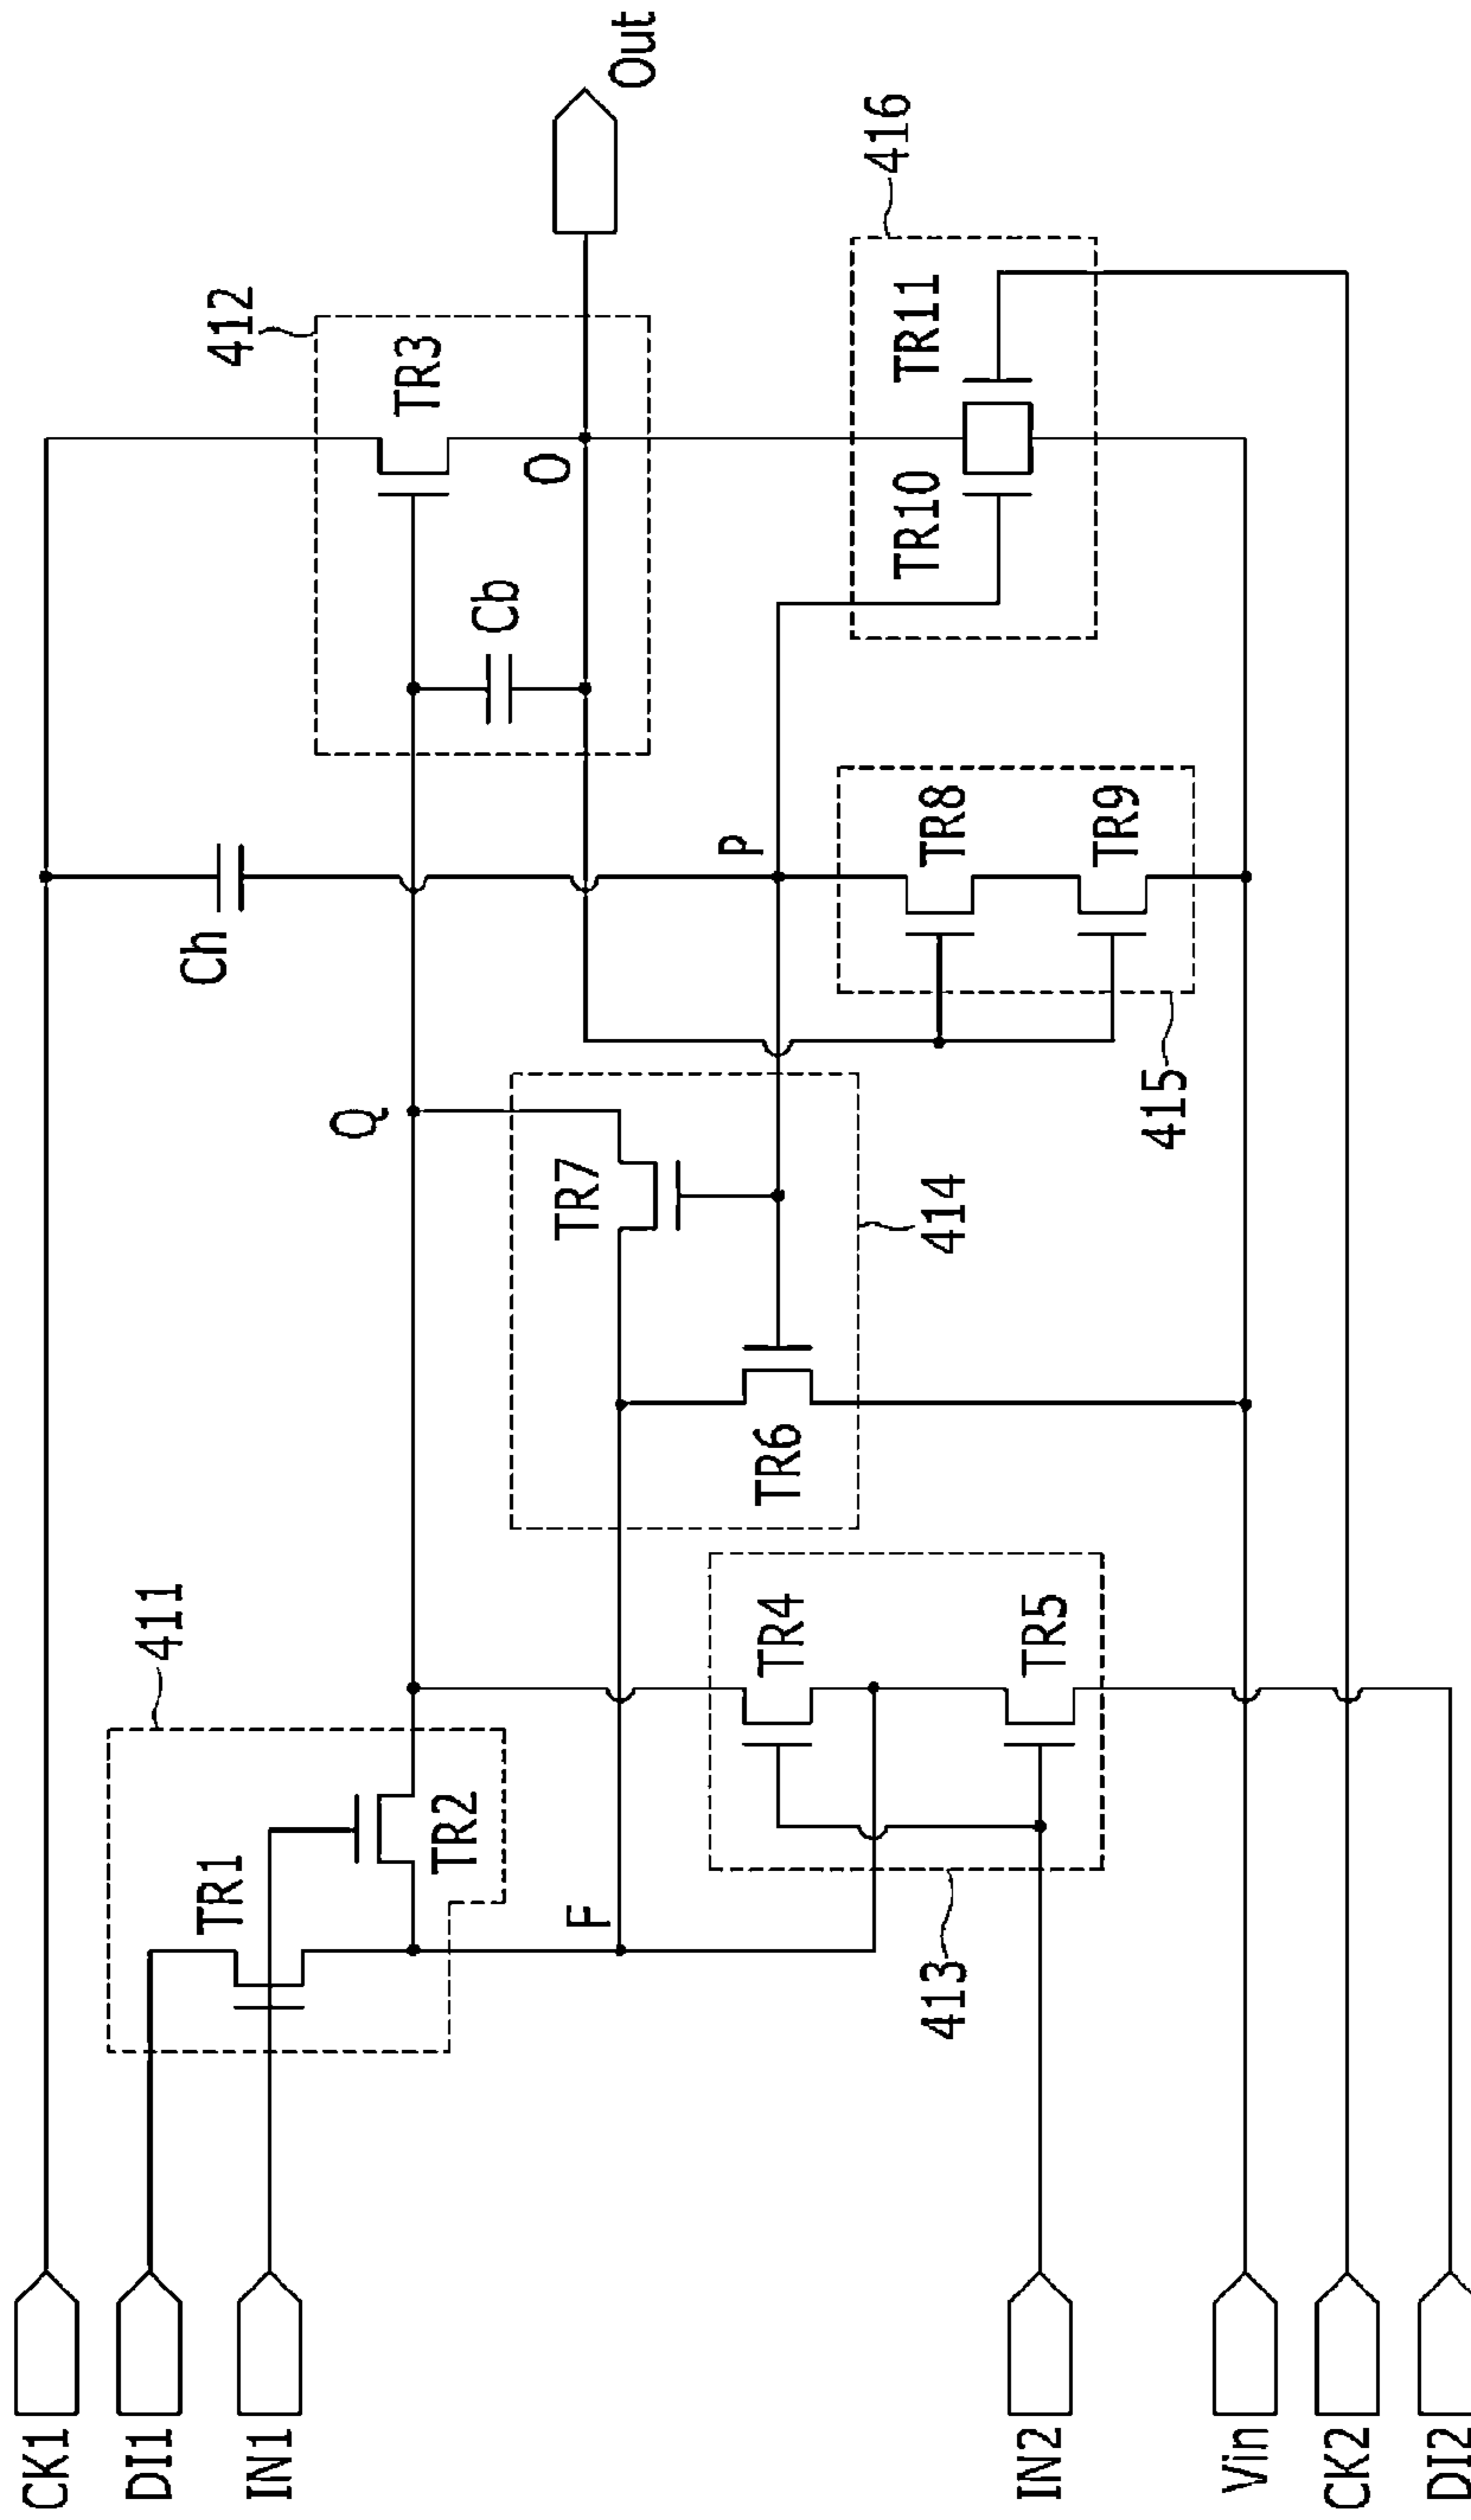 CK1
DI1
IN1
IN2
Vin
CK2
DI2
411
TR1
TR2
F
413
TR4
TR5
414
TR6
TR7
Q
415
TR8
TR9
P
Ch
412
Cb
TR3
O
416
TR10
TR11
Out